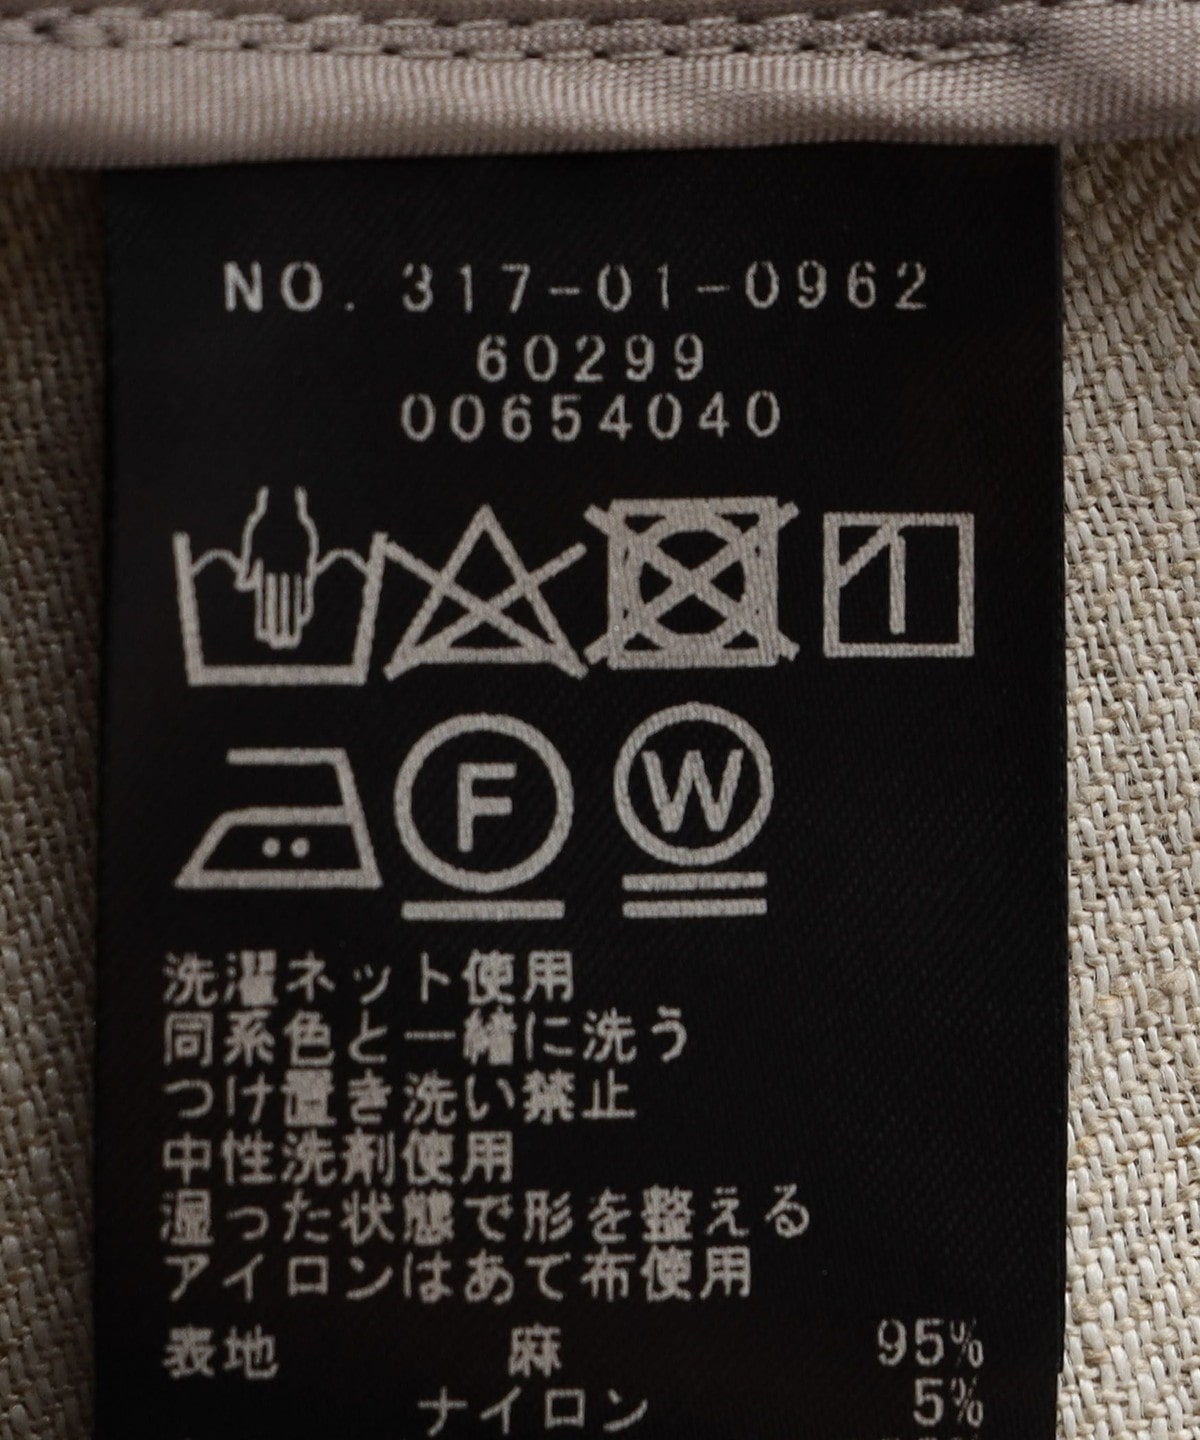 NO. 317-01-0962
60299
00654040
F W
洗濯ネット使用
同系色と一緒に洗う
つけ置き洗い禁止
中性洗剤使用
湿った状態で形を整える
アイロンはあて布使用
表地 麻 95%
ナイロン 5%